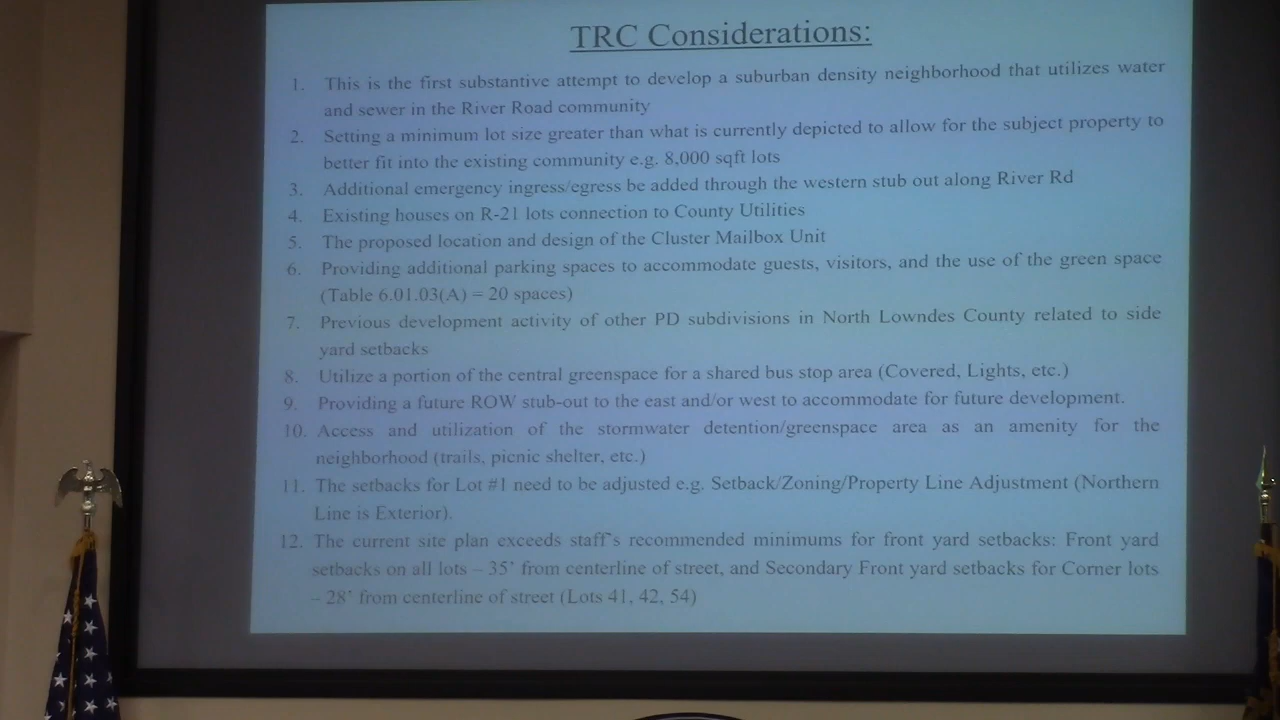 TRC Considerations:
1. This is the first substantive attempt to develop a suburban density neighborhood that utilizes water
and sewer in the River Road community
2. Setting a minimum lot size greater than what is currently depicted to allow for the subject property to
better fit into the existing community e.g. 8,000 sqft lots
3. Additional emergency ingress/egress be added through the western stub out along River Rd
4. Existing houses on R-21 lots connection to County Utilities
5. The proposed location and design of the Cluster Mailbox Unit
6. Providing additional parking spaces to accommodate guests, visitors, and the use of the green space
(Table 6.01.03(A) = 20 spaces)
7. Previous development activity of other PD subdivisions in North Lowndes County related to side
yard setbacks
8. Utilize a portion of the central greenspace for a shared bus stop area (Covered, Lights, etc.)
9. Providing a future ROW stub-out to the east and/or west to accommodate for future development.
10. Access and utilization of the stormwater detention/greenspace area as an amenity for the
neighborhood (trails, picnic shelter, etc.)
11. The setbacks for Lot #1 need to be adjusted e.g. Setback/Zoning/Property Line Adjustment (Northern
Line is Exterior).
12. The current site plan exceeds staff's recommended minimums for front yard setbacks: Front yard
setbacks on all lots – 35' from centerline of street, and Secondary Front yard setbacks for Corner lots
– 28' from centerline of street (Lots 41, 42, 54)